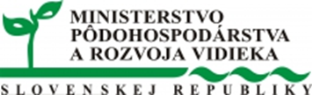 MINISTERSTVO
PÔDOHOSPODÁRSTVA
A ROZVOJA VIDIEKA
SLOVENSKEJ REPUBLIKY